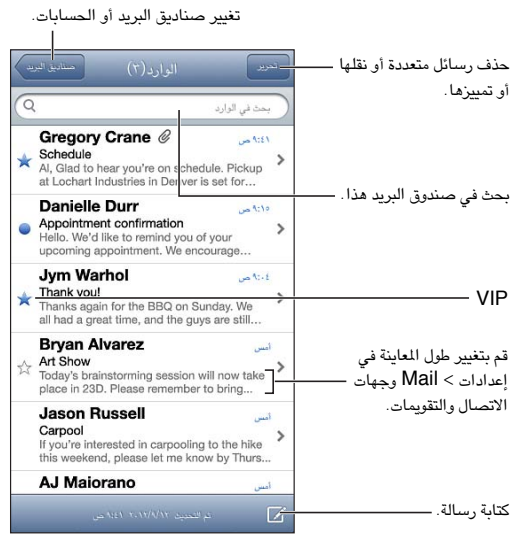 تغيير صناديق البريد أو الحسابات.
صناديق البريد
الوارد(٣)
تحرير
حذف رسائل متعددة أو نقلها
أو تمييزها.
بحث في الوارد
Gregory Crane
٩:٤١ ص
Schedule
Al, Glad to hear you're on schedule. Pickup
at Lochart Industries in Denver is set for...
بحث في صندوق البريد هذا.
Danielle Durr
٩:١٥ ص
Appointment confirmation
Hello. We'd like to remind you of your
upcoming appointment. We encourage...
Jym Warhol
٩:٠٤ ص
Thank you!
Thanks again for the BBQ on Sunday. We
all had a great time, and the guys are still...
VIP
Bryan Alvarez
أمس
Art Show
Today's brainstorming session will now take
place in 23D. Please remember to bring...
قم بتغيير طول المعاينة في
إعدادات > Mail وجهات
الاتصال والتقويمات.
Jason Russell
أمس
Carpool
If you're interested in carpooling to the hike
this weekend, please let me know by Thurs...
AJ Maiorano
أمس
تم التحديث ٢٠١٢/٩/١٢ ٩:٤١ ص
كتابة رسالة.